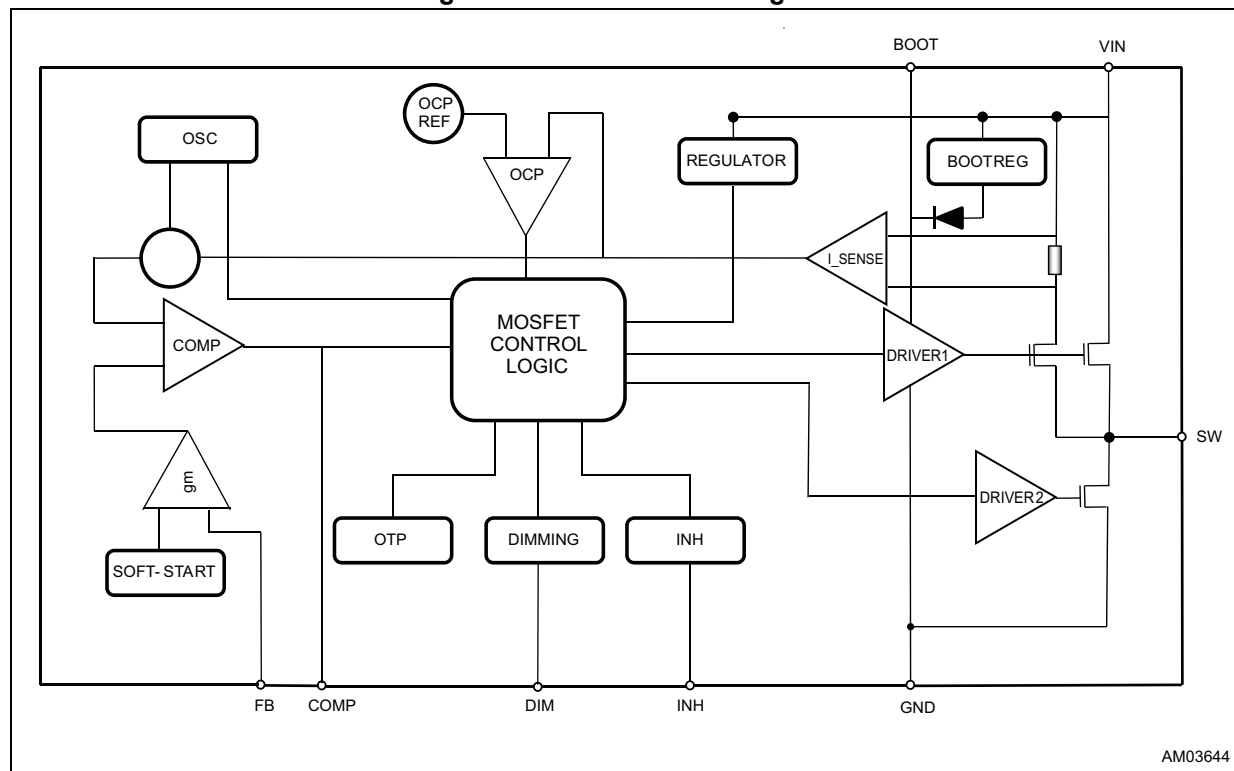 BOOT
VIN
OCP
REF
OSC
REGULATOR
BOOTREG
OCP
I_SENSE
MOSFET
CONTROL
LOGIC
COMP
DRIVER1
SW
gm
DRIVER2
OTP
DIMMING
INH
SOFT-START
FB
COMP
DIM
INH
GND
AM03644